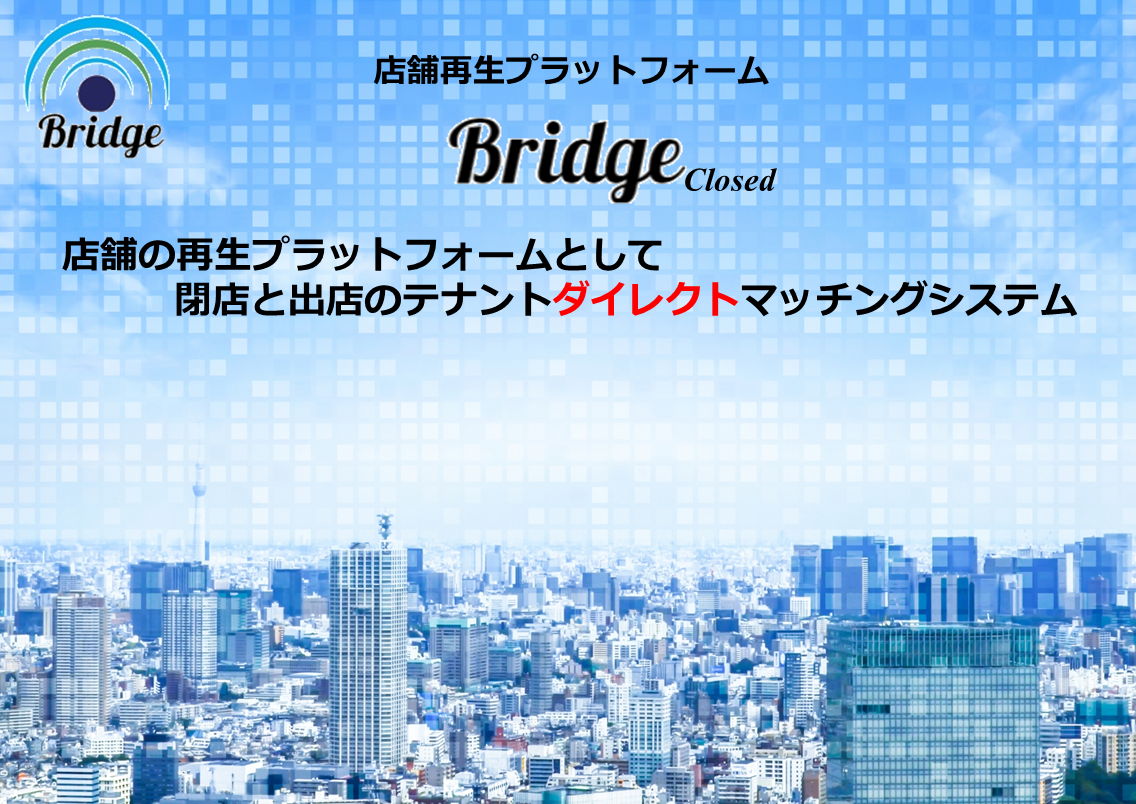 Bridge
店舗再生プラットフォーム
Bridge Closed
店舗の再生プラットフォームとして
閉店と出店のテナントダイレクトマッチングシステム